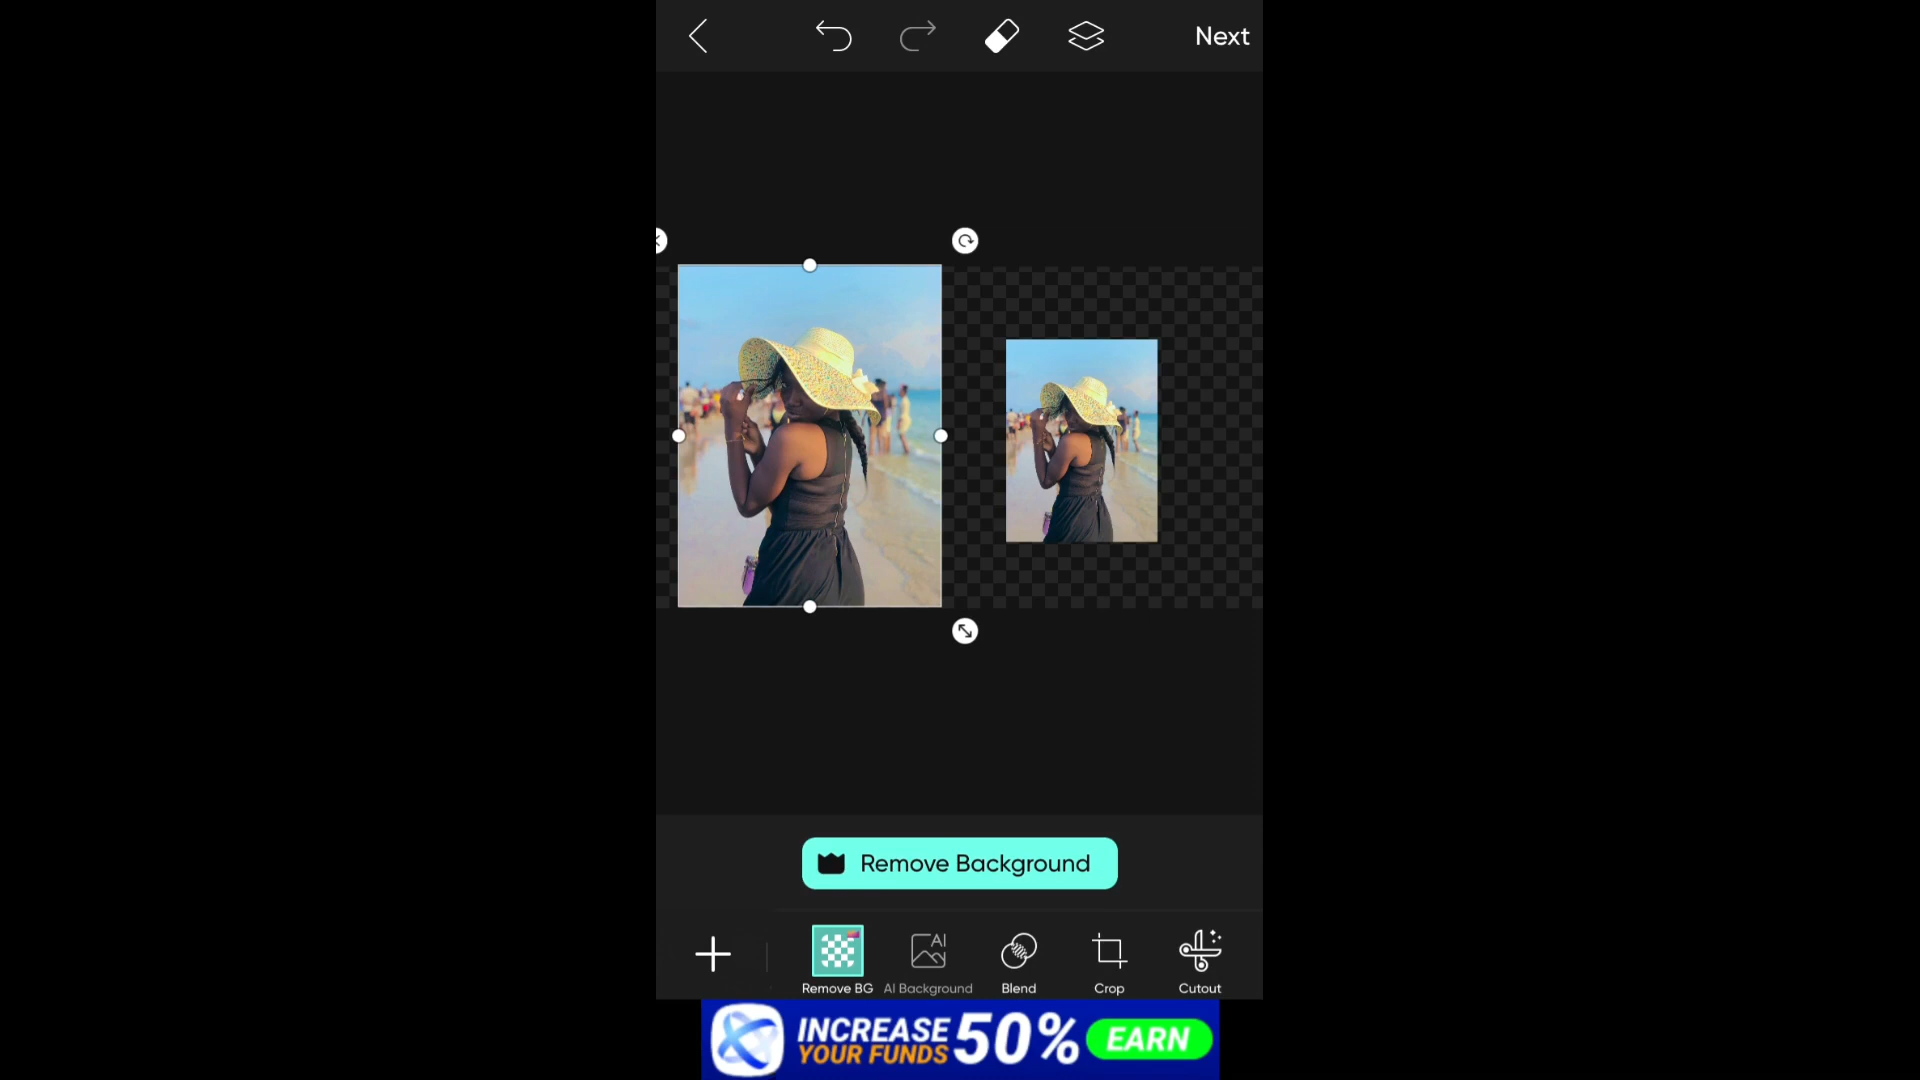 Next
Remove Background
AI
Remove BG
AI Background
Blend
Crop
Cutout
INCREASE
YOUR FUNDS
50%
EARN